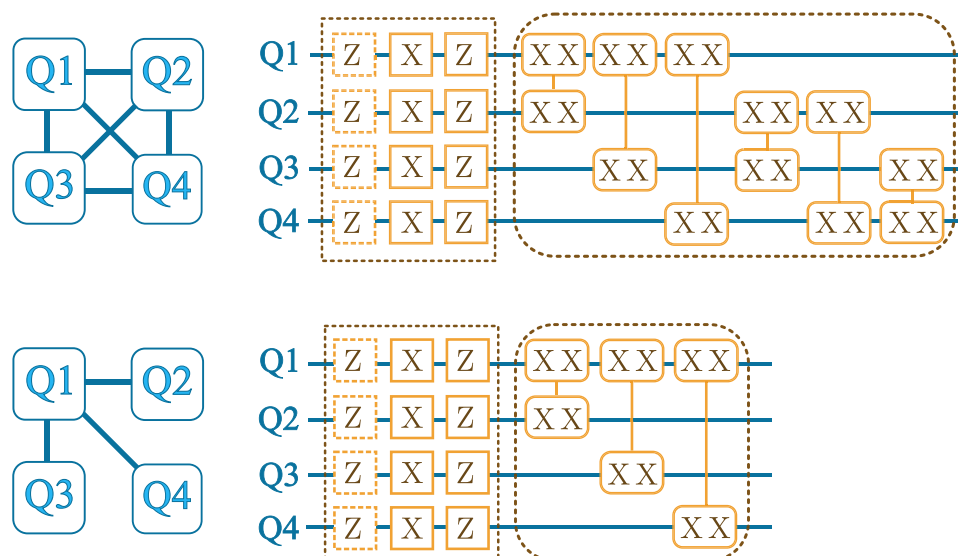 Q1 Q2
Q3 Q4
Q1 Z X Z XX XX XX
Q2 Z X Z XX XX XX
Q3 Z X Z XX XX XX
Q4 Z X Z XX XX XX
Q1 Q2
Q3 Q4
Q1 Z X Z XX XX XX
Q2 Z X Z XX
Q3 Z X Z XX
Q4 Z X Z XX